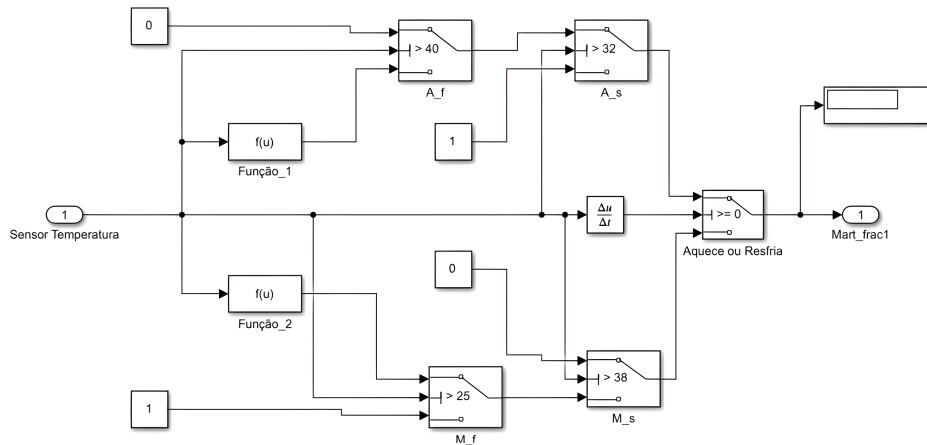 0
> 40
A_f
> 32
A_s
1
f(u)
Função_1
1
Sensor Temperatura
Δu
Δt
>= 0
Aquece ou Resfria
1
Mart_frac1
0
f(u)
Função_2
> 25
M_f
> 38
M_s
1